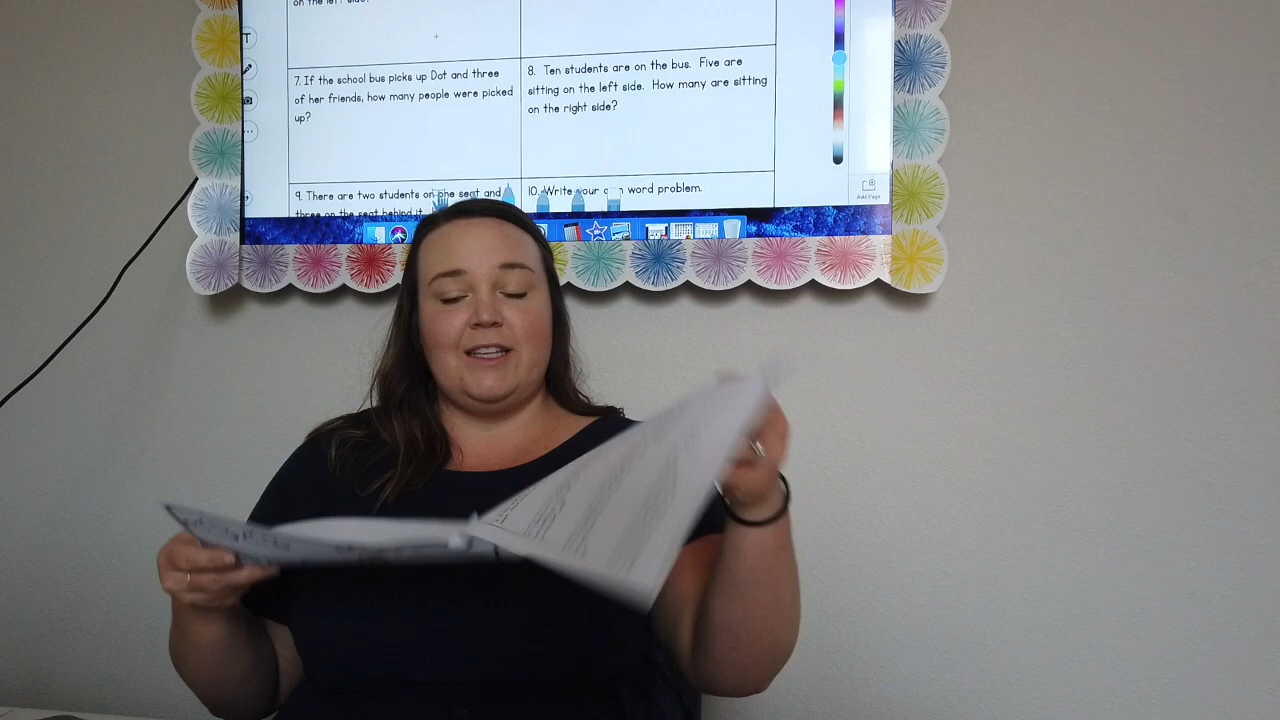 on the left side?
7. If the school bus picks up Dot and three
of her friends, how many people were picked
up?
8. Ten students are on the bus. Five are
sitting on the left side. How many are sitting
on the right side?
9. There are two students on one seat and
three on the seat behind it.
10. Write your own word problem.
Add Page